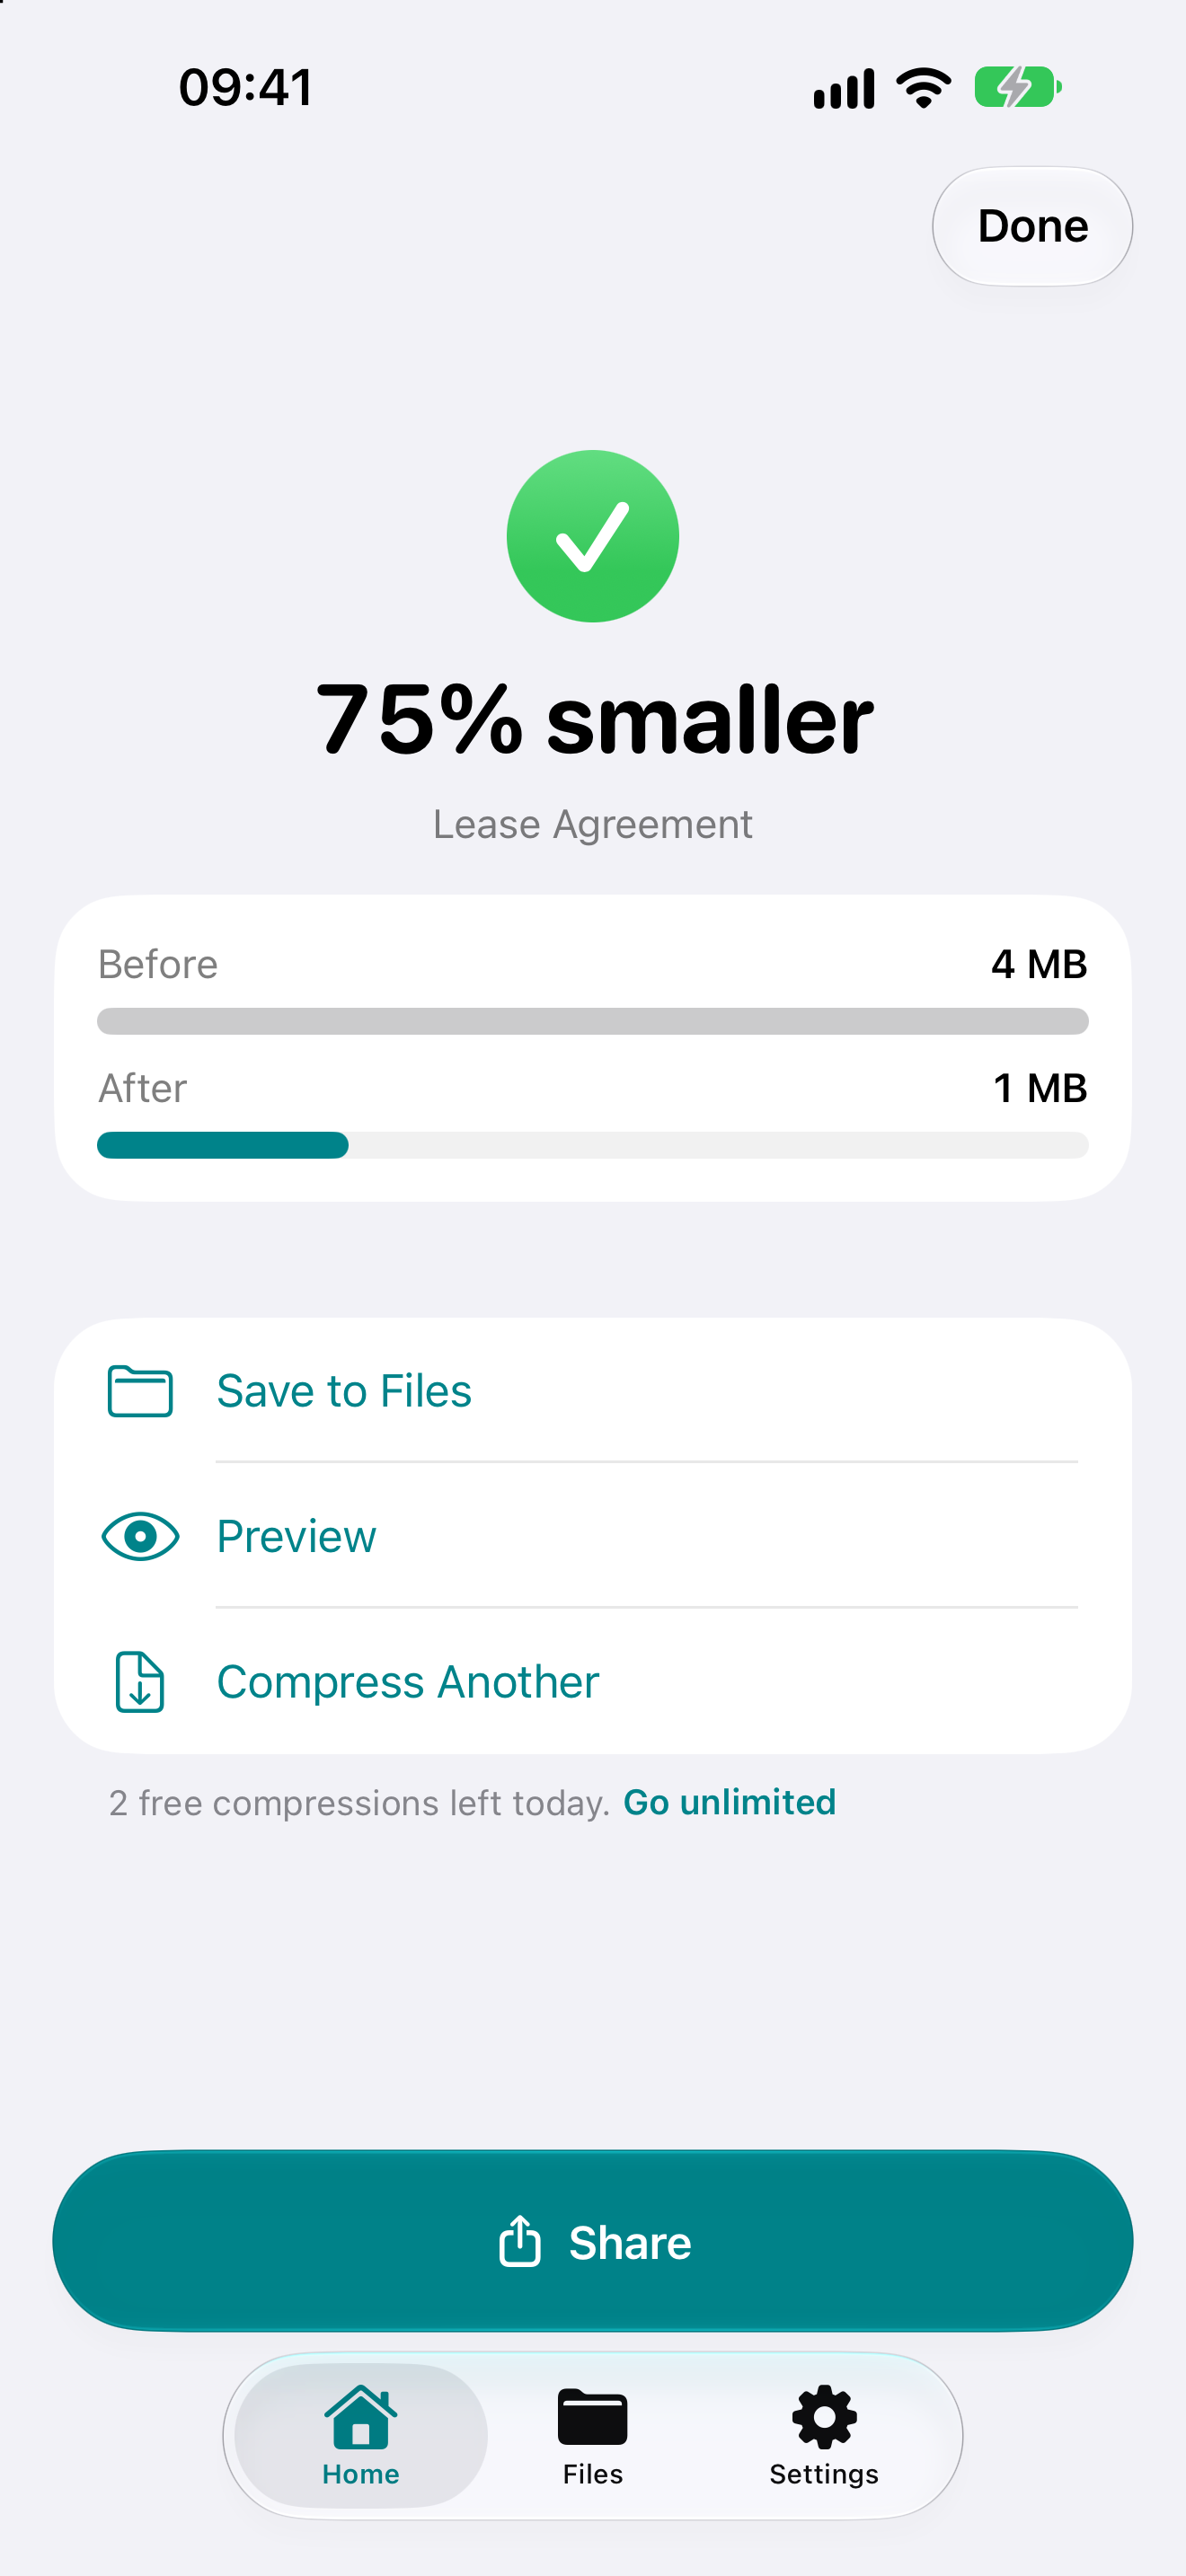 09:41
Done
75% smaller
Lease Agreement
Before 4 MB
After 1 MB
Save to Files
Preview
Compress Another
2 free compressions left today. Go unlimited
Share
Home Files Settings